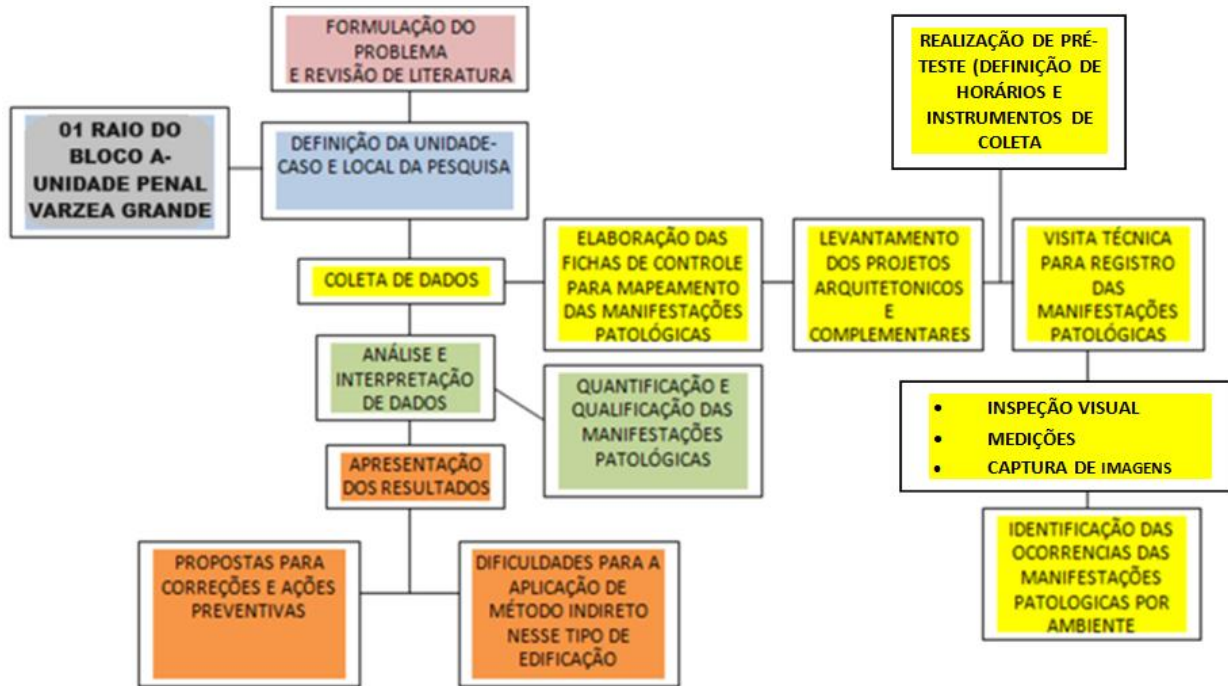 FORMULAÇÃO DO
PROBLEMA
E REVISÃO DE LITERATURA
01 RAIO DO
BLOCO A-
UNIDADE PENAL
VARZEA GRANDE
DEFINIÇÃO DA UNIDADE-
CASO E LOCAL DA PESQUISA
REALIZAÇÃO DE PRÉ-
TESTE (DEFINIÇÃO DE
HORÁRIOS E
INSTRUMENTOS DE
COLETA
COLETA DE DADOS
ELABORAÇÃO DAS
FICHAS DE CONTROLE
PARA MAPEAMENTO
DAS MANIFESTAÇÕES
PATOLÓGICAS
LEVANTAMENTO
DOS PROJETOS
ARQUITETONICOS
E
COMPLEMENTARES
VISITA TÉCNICA
PARA REGISTRO
DAS
MANIFESTAÇÕES
PATOLÓGICAS
ANÁLISE E
INTERPRETAÇÃO
DE DADOS
QUANTIFICAÇÃO E
QUALIFICAÇÃO DAS
MANIFESTAÇÕES
PATOLÓGICAS
• INSPEÇÃO VISUAL
• MEDIÇÕES
• CAPTURA DE IMAGENS
APRESENTAÇÃO
DOS RESULTADOS
IDENTIFICAÇÃO DAS
OCORRENCIAS DAS
MANIFESTAÇÕES
PATOLOGICAS POR
AMBIENTE
PROPOSTAS PARA
CORREÇÕES E AÇÕES
PREVENTIVAS
DIFICULDADES PARA A
APLICAÇÃO DE
MÉTODO INDIRETO
NESSE TIPO DE
EDIFICAÇÃO